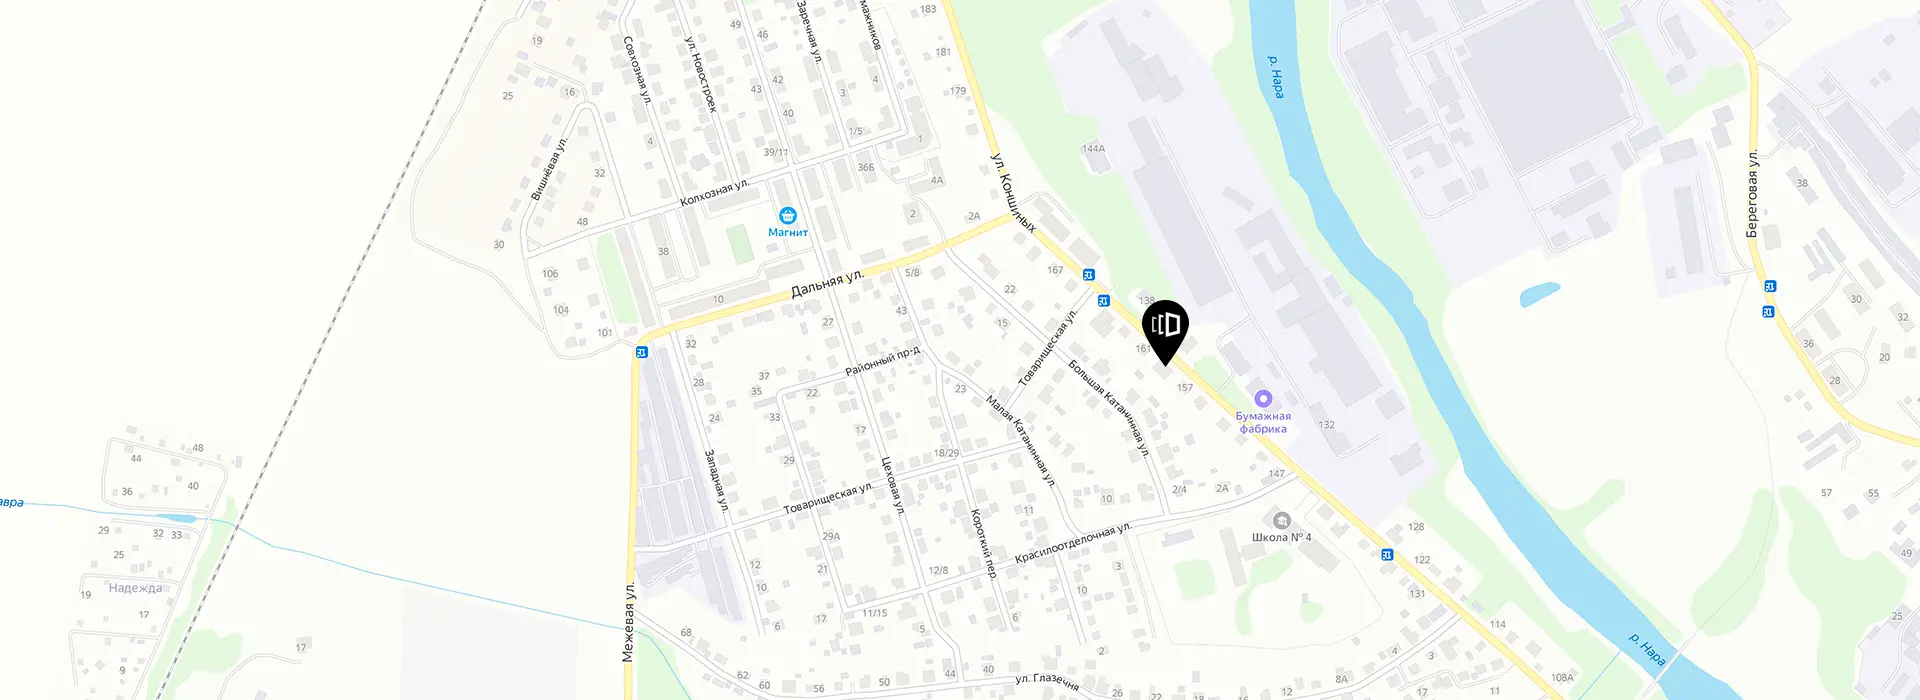 183
Заречная ул.
мажников
49
46
19
Совхозная ул.
ул. Новостроек
181
42
4
43
3
179
16
25
40
р. Нара
1/5
1
4
39/11
36Б
144А
Вишнёвая ул.
32
4А
Колхозная ул.
ул. Коншиных
38
Береговая ул.
48
2
2А
Магнит
30
38
106
5/8
167
Дальняя ул.
22
10
138
104
43
15
27
101
30
32
32
Районный пр-д
Товарищеская ул.
161
36
20
37
28
35
22
23
Большая Катанинная ул.
157
28
Малая Катанинная ул.
Бумажная
фабрика
24
33
17
132
48
44
18/29
29
Западная ул.
Цеховая ул.
147
36
40
Товарищеская ул.
10
2/4
2А
57
55
авра
Короткий пер.
11
29
32
33
29А
Красилоотделочная ул.
Школа № 4
128
25
12
21
12/8
122
49
Надежда
19
10
10
131
17
11/15
17
6
6
Межевая ул.
68
114
25
р. Нара
17
9
2
14
62
60
44
40
ул. Глазечня
8А
108А
56
50
26
22
12